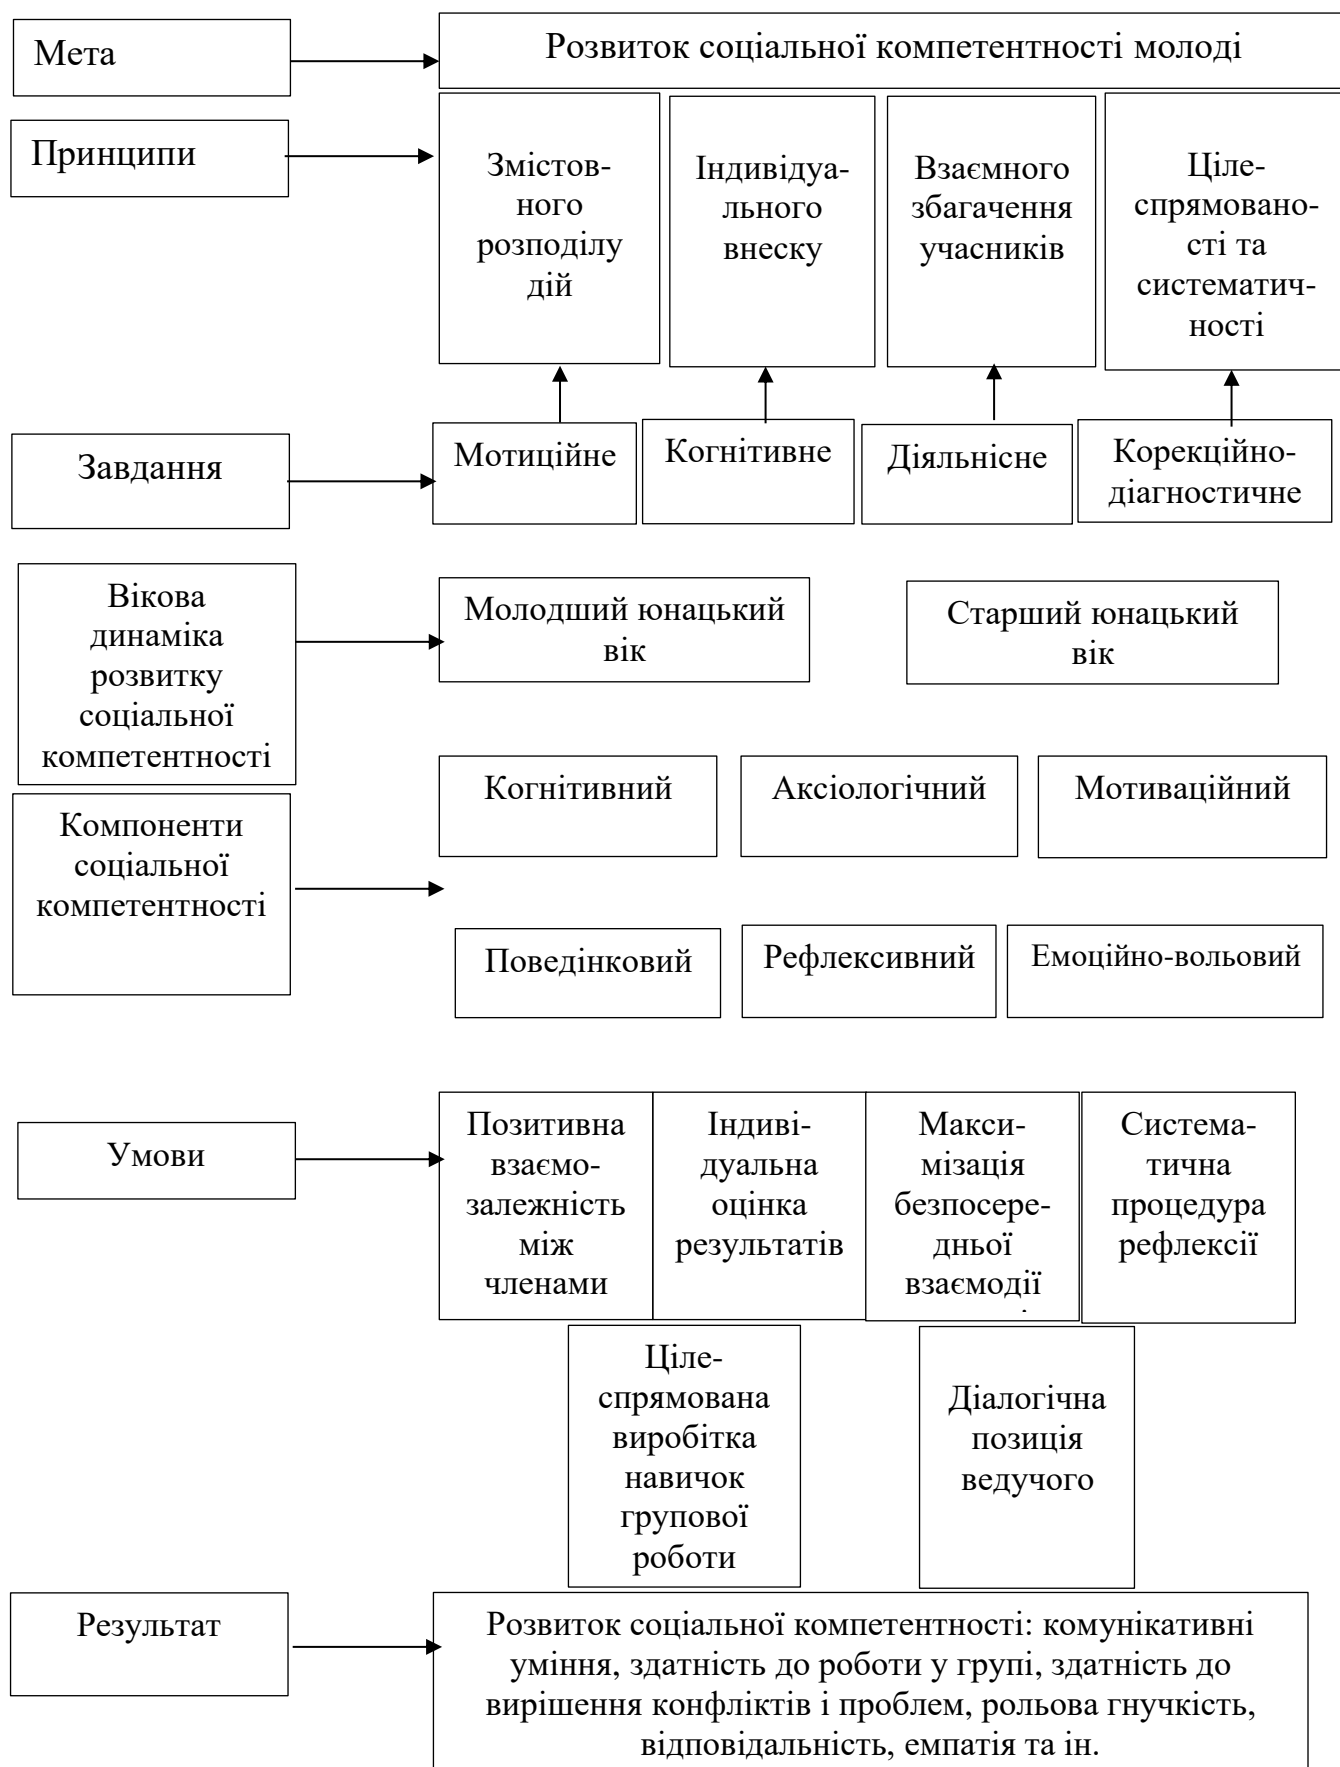 Мета
Розвиток соціальної компетентності молоді
Принципи
Змістов-
ного
розподілу
дій
Індивідуа-
льного
внеску
Взаємного
збагачення
учасників
Ціле-
спрямовано-
сті та
систематич-
ності
Завдання
Мотиційне
Когнітивне
Діяльнісне
Корекційно-
діагностичне
Вікова
динаміка
розвитку
соціальної
компетентності
Молодший юнацький
вік
Старший юнацький
вік
Компоненти
соціальної
компетентності
Когнітивний
Аксіологічний
Мотиваційний
Поведінковий
Рефлексивний
Емоційно-вольовий
Умови
Позитивна
взаємо-
залежність
між
членами
Індиві-
дуальна
оцінка
результатів
Макси-
мізація
безпосере-
дньої
взаємодії
Система-
тична
процедура
рефлексії
Ціле-
спрямована
виробітка
навичок
групової
роботи
Діалогічна
позиція
ведучого
Результат
Розвиток соціальної компетентності: комунікативні
уміння, здатність до роботи у групі, здатність до
вирішення конфліктів і проблем, рольова гнучкість,
відповідальність, емпатія та ін.